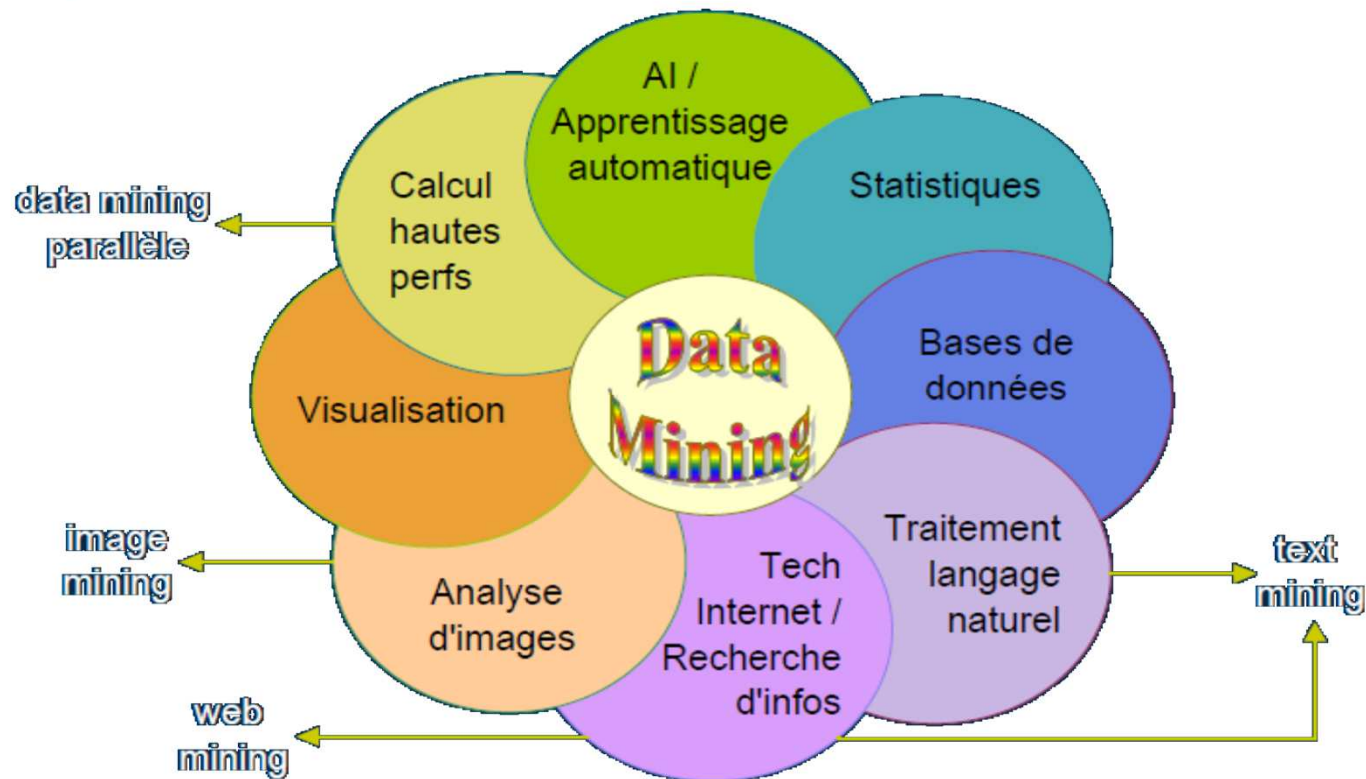 AI /
Apprentissage
automatique
Statistiques
Calcul
hautes
perfs
data mining
parallèle
Data
Mining
Bases de
données
Visualisation
Traitement
langage
naturel
text
mining
image
mining
Analyse
d'images
Tech
Internet /
Recherche
d'infos
web
mining